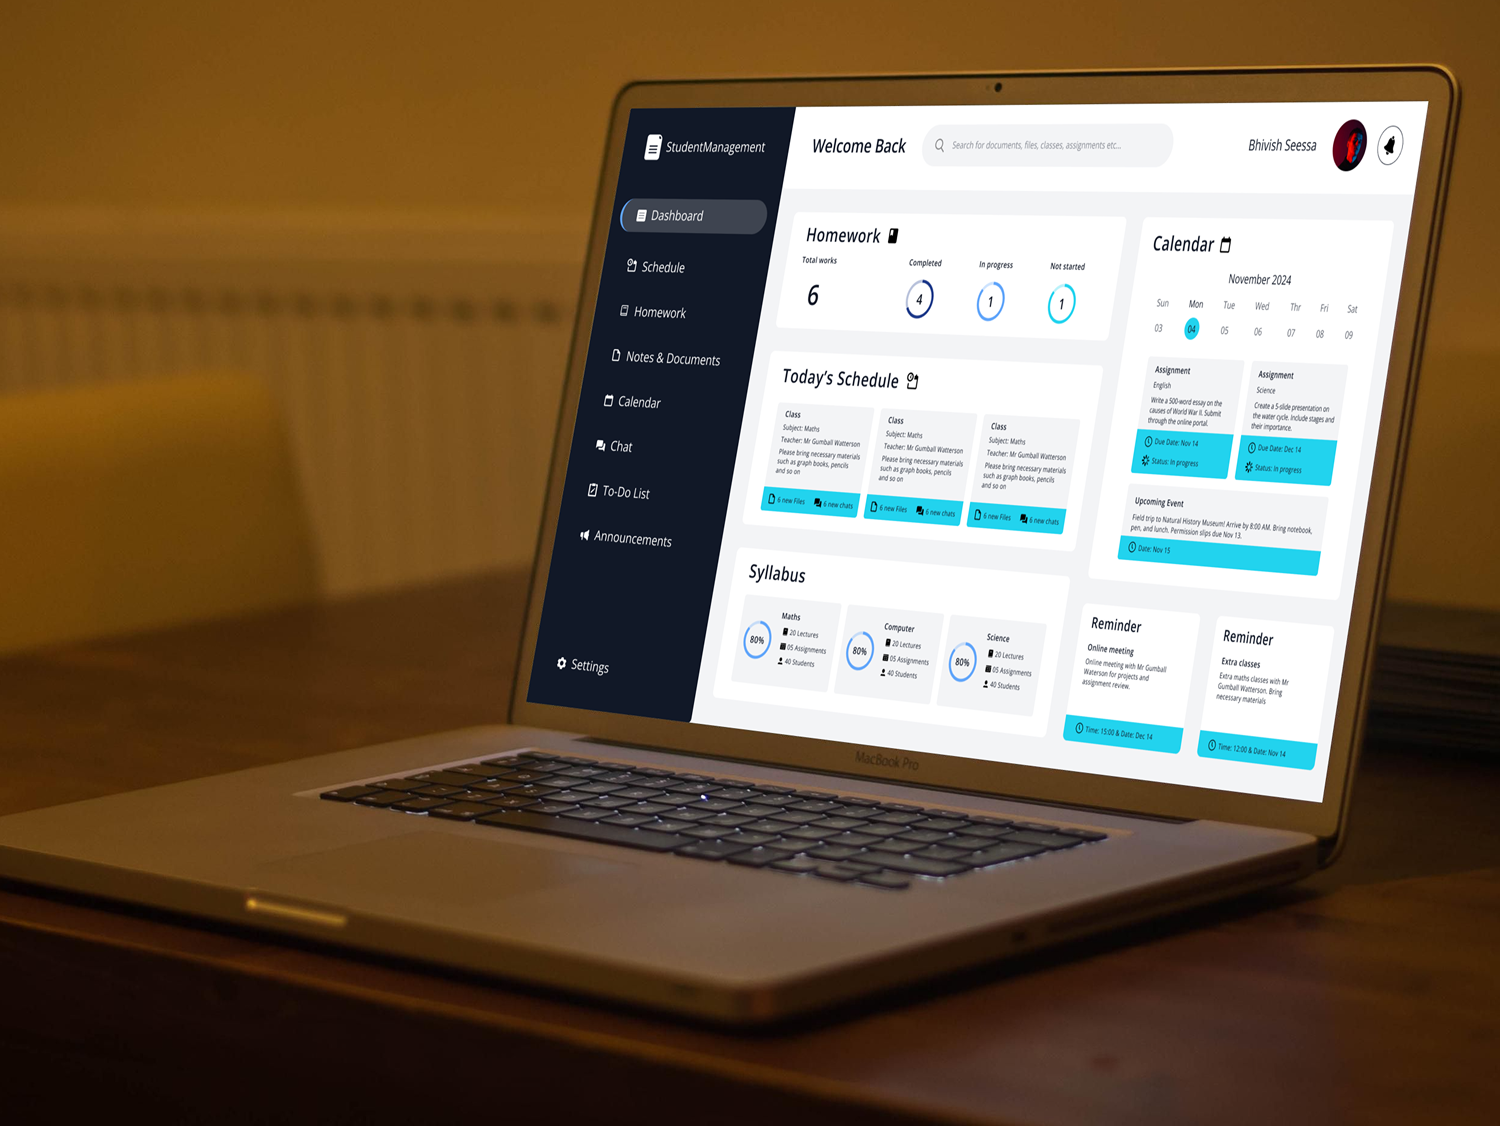 StudentManagement
Dashboard
Schedule
Homework
Notes & Documents
Calendar
Chat
To-Do List
Announcements
Settings
Welcome Back
Search for documents, files, classes, assignments etc...
Bhivish Seessa
Homework
Total works
6
Completed
4
In progress
1
Not started
1
Today's Schedule
Class
Subject: Maths
Teacher: Mr Gumball Watterson
Please bring necessary materials
such as graph books, pencils
and so on
6 new Files
6 new chats
Class
Subject: Maths
Teacher: Mr Gumball Watterson
Please bring necessary materials
such as graph books, pencils
and so on
6 new Files
6 new chats
Class
Subject: Maths
Teacher: Mr Gumball Watterson
Please bring necessary materials
such as graph books, pencils
and so on
6 new Files
6 new chats
Syllabus
80%
Maths
20 Lectures
05 Assignments
40 Students
80%
Computer
20 Lectures
05 Assignments
40 Students
80%
Science
20 Lectures
05 Assignments
40 Students
Calendar
November 2024
Sun Mon Tue Wed Thr Fri Sat
03 04 05 06 07 08 09
Assignment
English
Write a 500-word essay on the
causes of World War II. Submit
through the online portal.
Due Date: Nov 14
Status: In progress
Assignment
Science
Create a 5-slide presentation on
the water cycle. Include stages and
their importance.
Due Date: Dec 14
Status: In progress
Upcoming Event
Field trip to Natural History Museum! Arrive by 8:00 AM. Bring notebook,
pen, and lunch. Permission slips due Nov 13.
Date: Nov 15
Reminder
Online meeting
Online meeting with Mr Gumball
Waterson for projects and
assignment review.
Time: 15:00 & Date: Dec 14
Reminder
Extra classes
Extra maths classes with Mr
Gumball Watterson. Bring
necessary materials
Time: 12:00 & Date: Nov 14
MacBook Pro